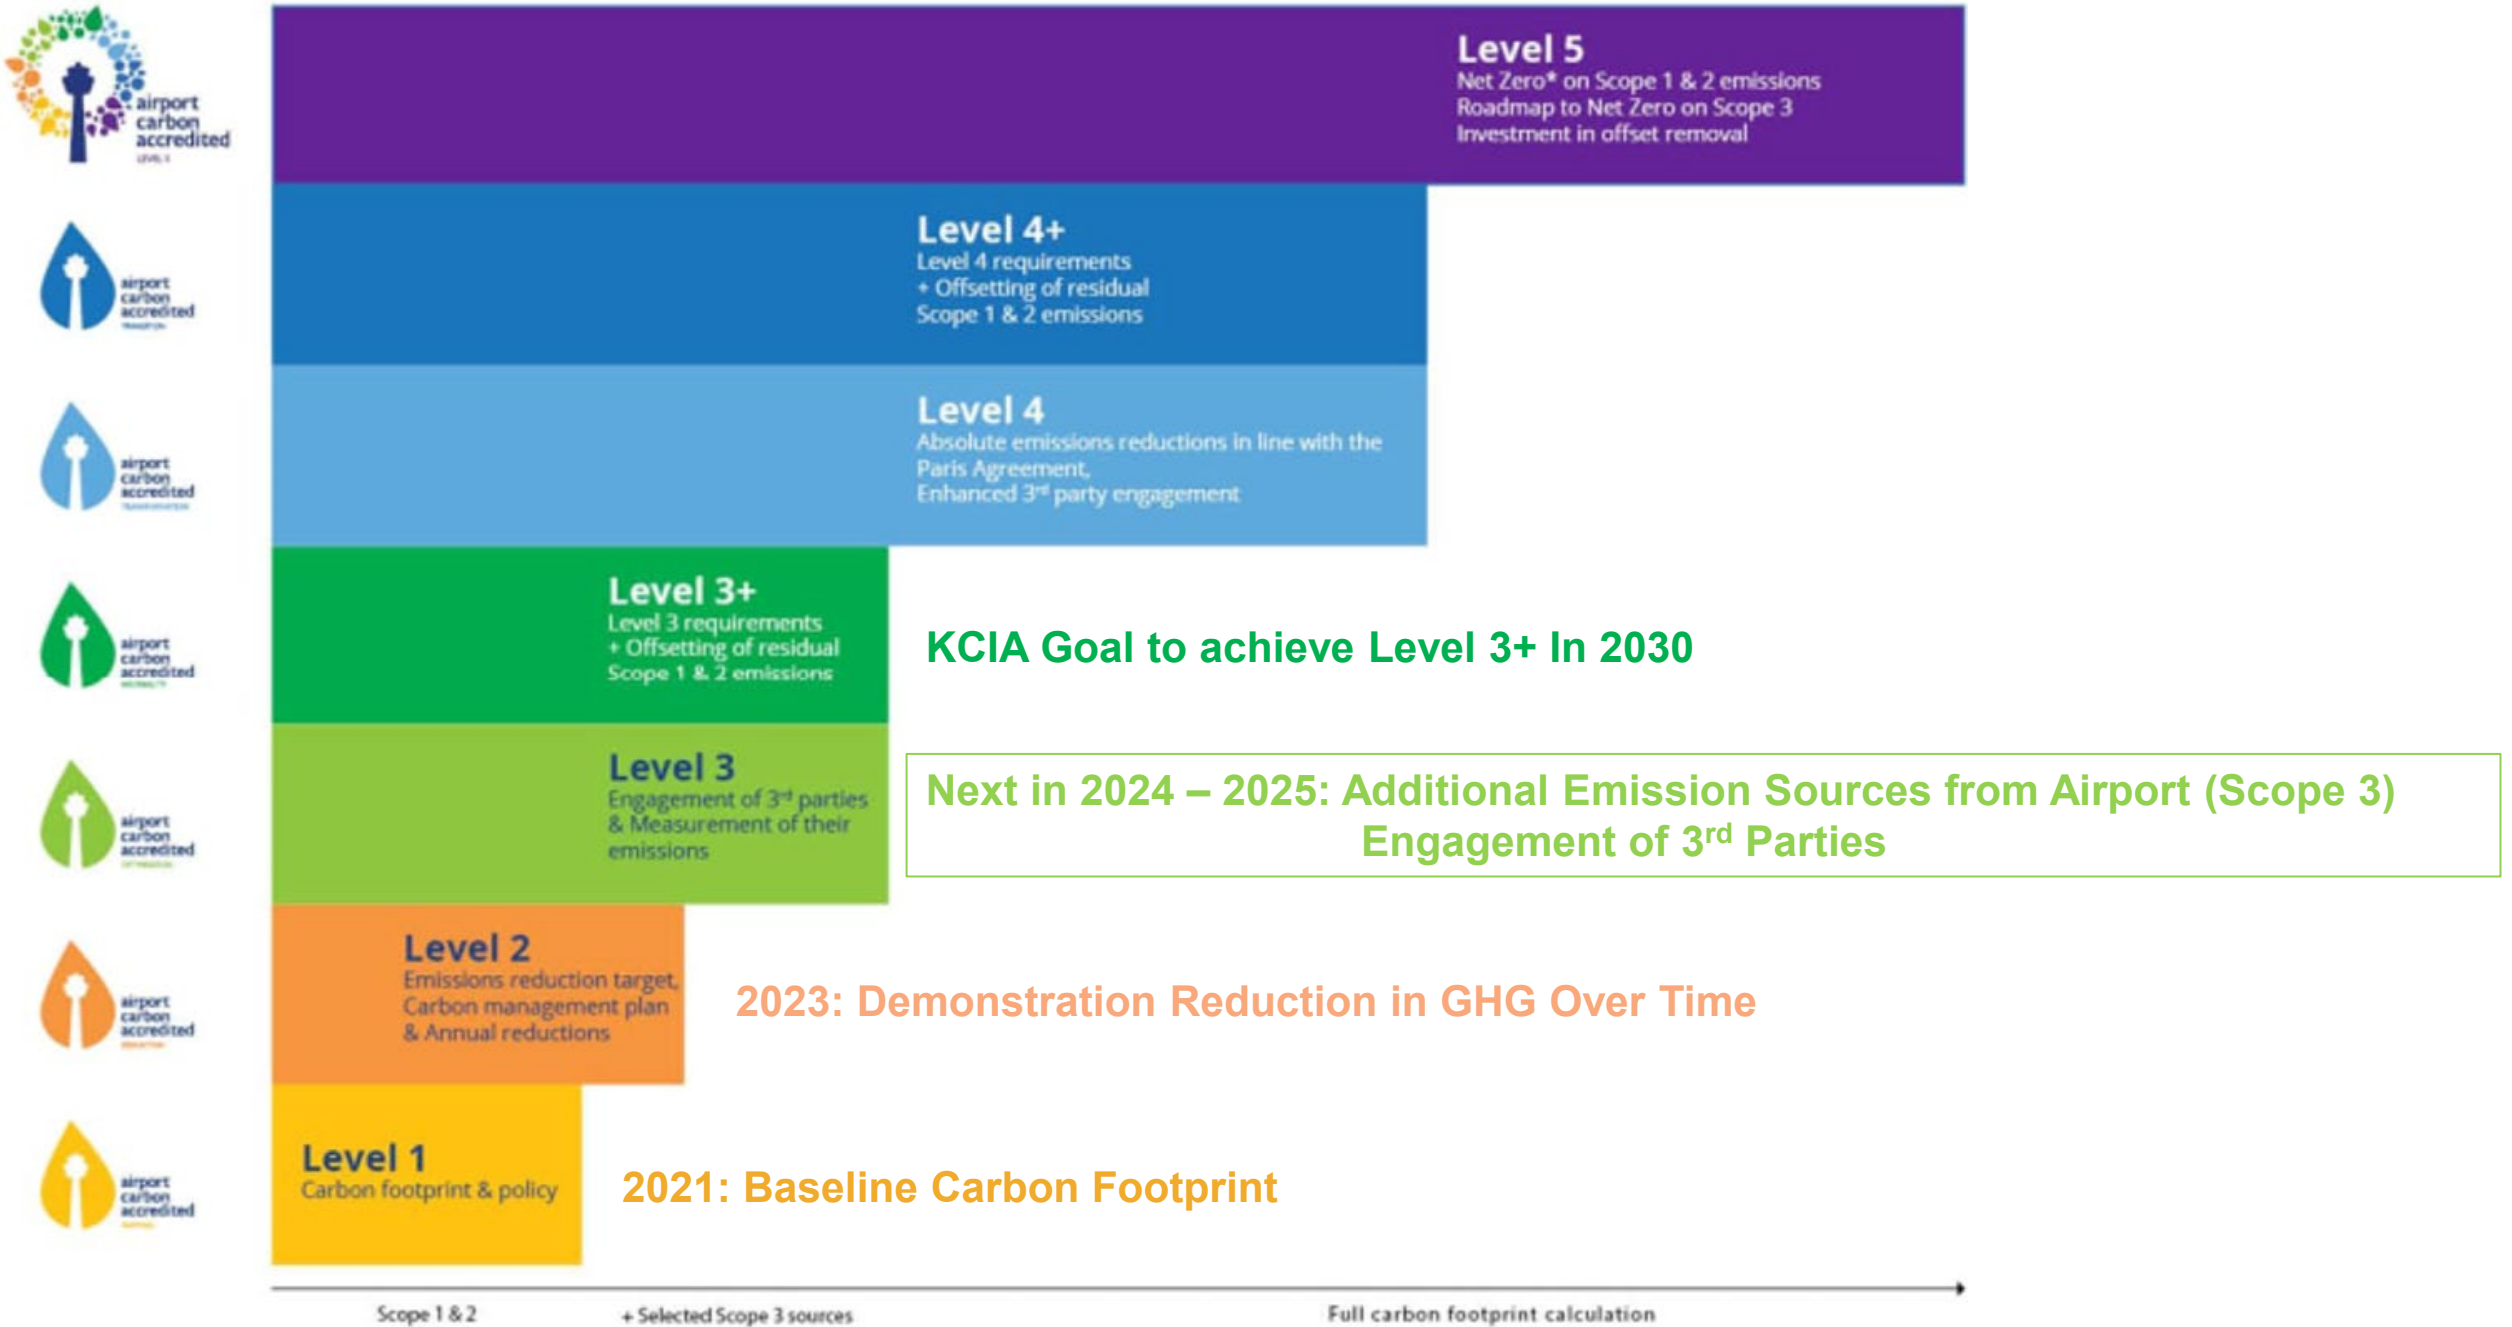 airport
carbon
accredited
Level 5
Net Zero* on Scope 1 & 2 emissions
Roadmap to Net Zero on Scope 3
Investment in offset removal
airport
carbon
accredited
Level 4+
Level 4 requirements
+ Offsetting of residual
Scope 1 & 2 emissions
airport
carbon
accredited
Level 4
Absolute emissions reductions in line with the
Paris Agreement,
Enhanced 3rd party engagement
airport
carbon
accredited
Level 3+
Level 3 requirements
+ Offsetting of residual
Scope 1 & 2 emissions
KCIA Goal to achieve Level 3+ In 2030
airport
carbon
accredited
Level 3
Engagement of 3rd parties
& Measurement of their
emissions
Next in 2024 – 2025: Additional Emission Sources from Airport (Scope 3)
Engagement of 3rd Parties
airport
carbon
accredited
Level 2
Emissions reduction target,
Carbon management plan
& Annual reductions
2023: Demonstration Reduction in GHG Over Time
airport
carbon
accredited
Level 1
Carbon footprint & policy
2021: Baseline Carbon Footprint
Scope 1 & 2
+ Selected Scope 3 sources
Full carbon footprint calculation